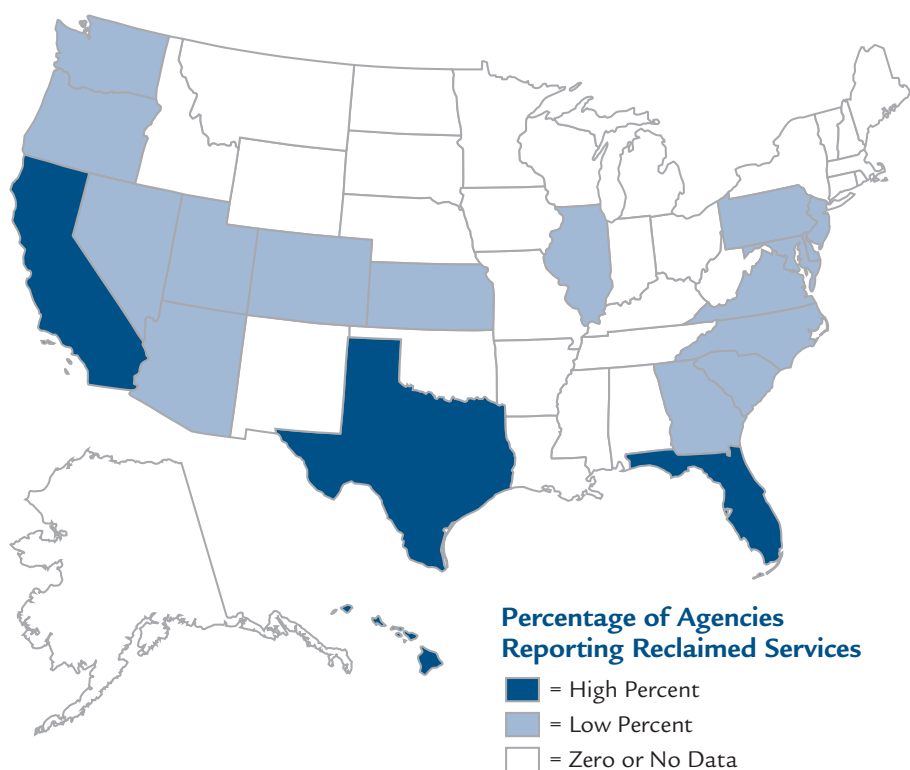 Percentage of Agencies
Reporting Reclaimed Services
= High Percent
= Low Percent
= Zero or No Data